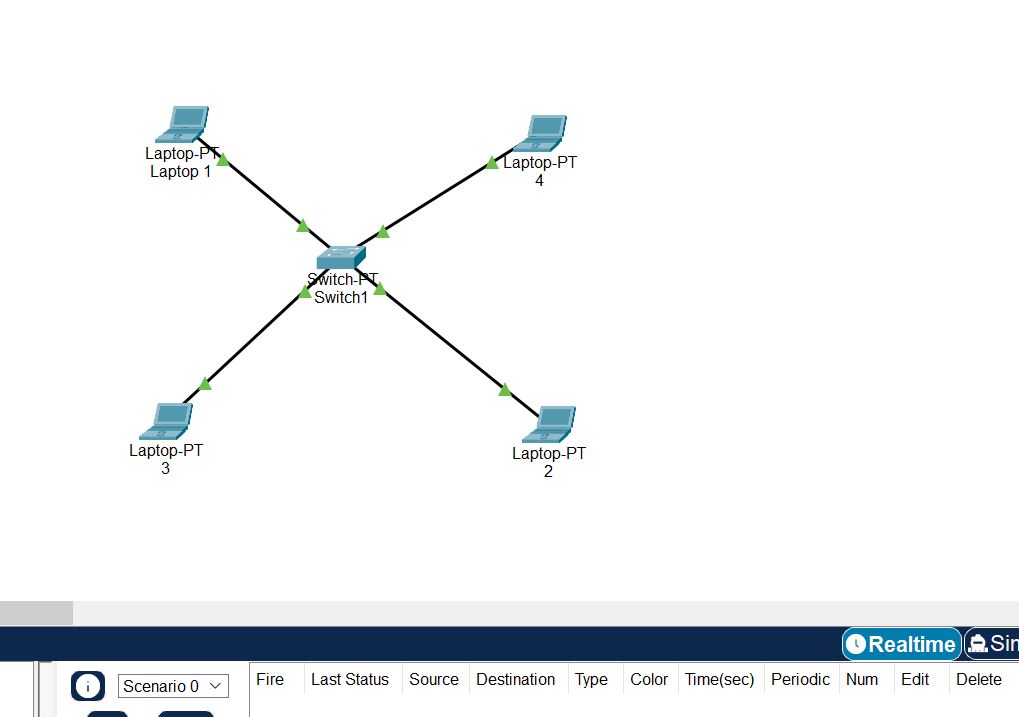 Laptop-PT
Laptop 1
Laptop-PT
4
Switch-PT
Switch1
Laptop-PT
3
Laptop-PT
2
Realtime
Sin
i
Scenario 0
Fire Last Status Source Destination Type Color Time(sec) Periodic Num Edit Delete